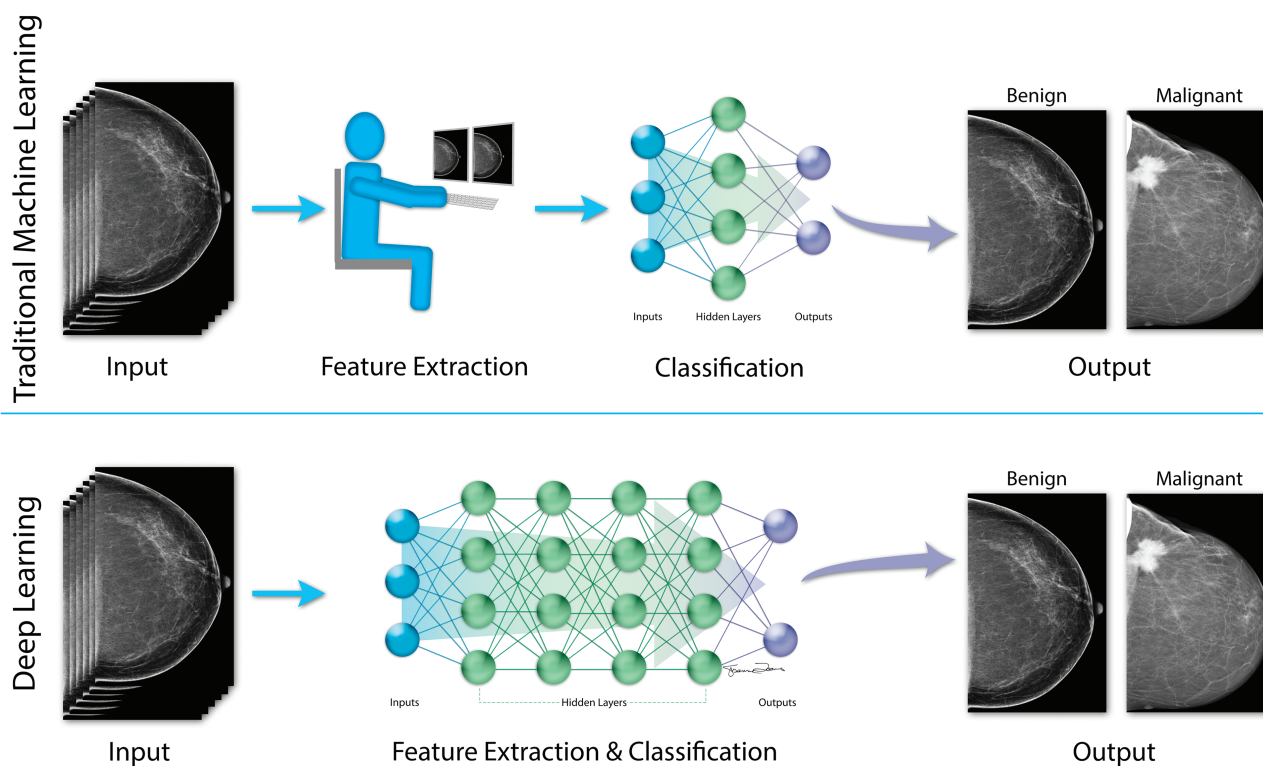 Traditional Machine Learning
Benign
Malignant
Inputs
Hidden Layers
Outputs
Input
Feature Extraction
Classification
Output
Deep Learning
Benign
Malignant
Inputs
Hidden Layers
Outputs
Input
Feature Extraction & Classification
Output